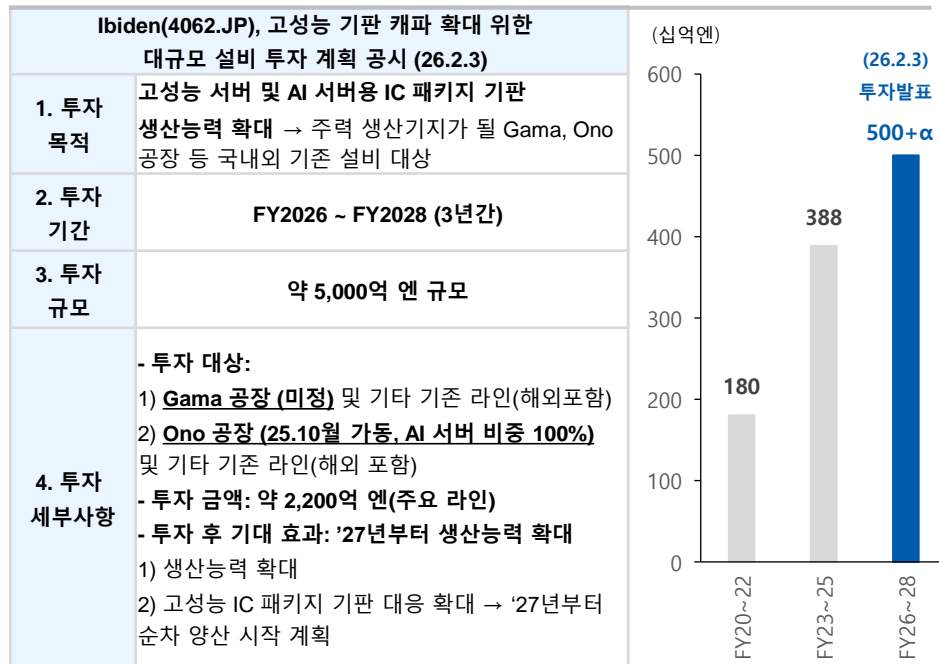 Ibiden(4062.JP), 고성능 기판 캐파 확대 위한
대규모 설비 투자 계획 공시 (26.2.3)
1. 투자
목적
고성능 서버 및 AI 서버용 IC 패키지 기판
생산능력 확대 → 주력 생산기지가 될 Gama, Ono
공장 등 국내외 기존 설비 대상
2. 투자
기간
FY2026 ~ FY2028 (3년간)
3. 투자
규모
약 5,000억 엔 규모
4. 투자
세부사항
- 투자 대상:
1) Gama 공장 (미정) 및 기타 기존 라인(해외포함)
2) Ono 공장 (25.10월 가동, AI 서버 비중 100%)
및 기타 기존 라인(해외 포함)
- 투자 금액: 약 2,200억 엔(주요 라인)
- 투자 후 기대 효과: ’27년부터 생산능력 확대
1) 생산능력 확대
2) 고성능 IC 패키지 기판 대응 확대 → ‘27년부터
순차 양산 시작 계획
(십억엔)
(26.2.3)
투자발표
500+α
388
180
600
500
400
300
200
100
0
FY20~22
FY23~25
FY26~28